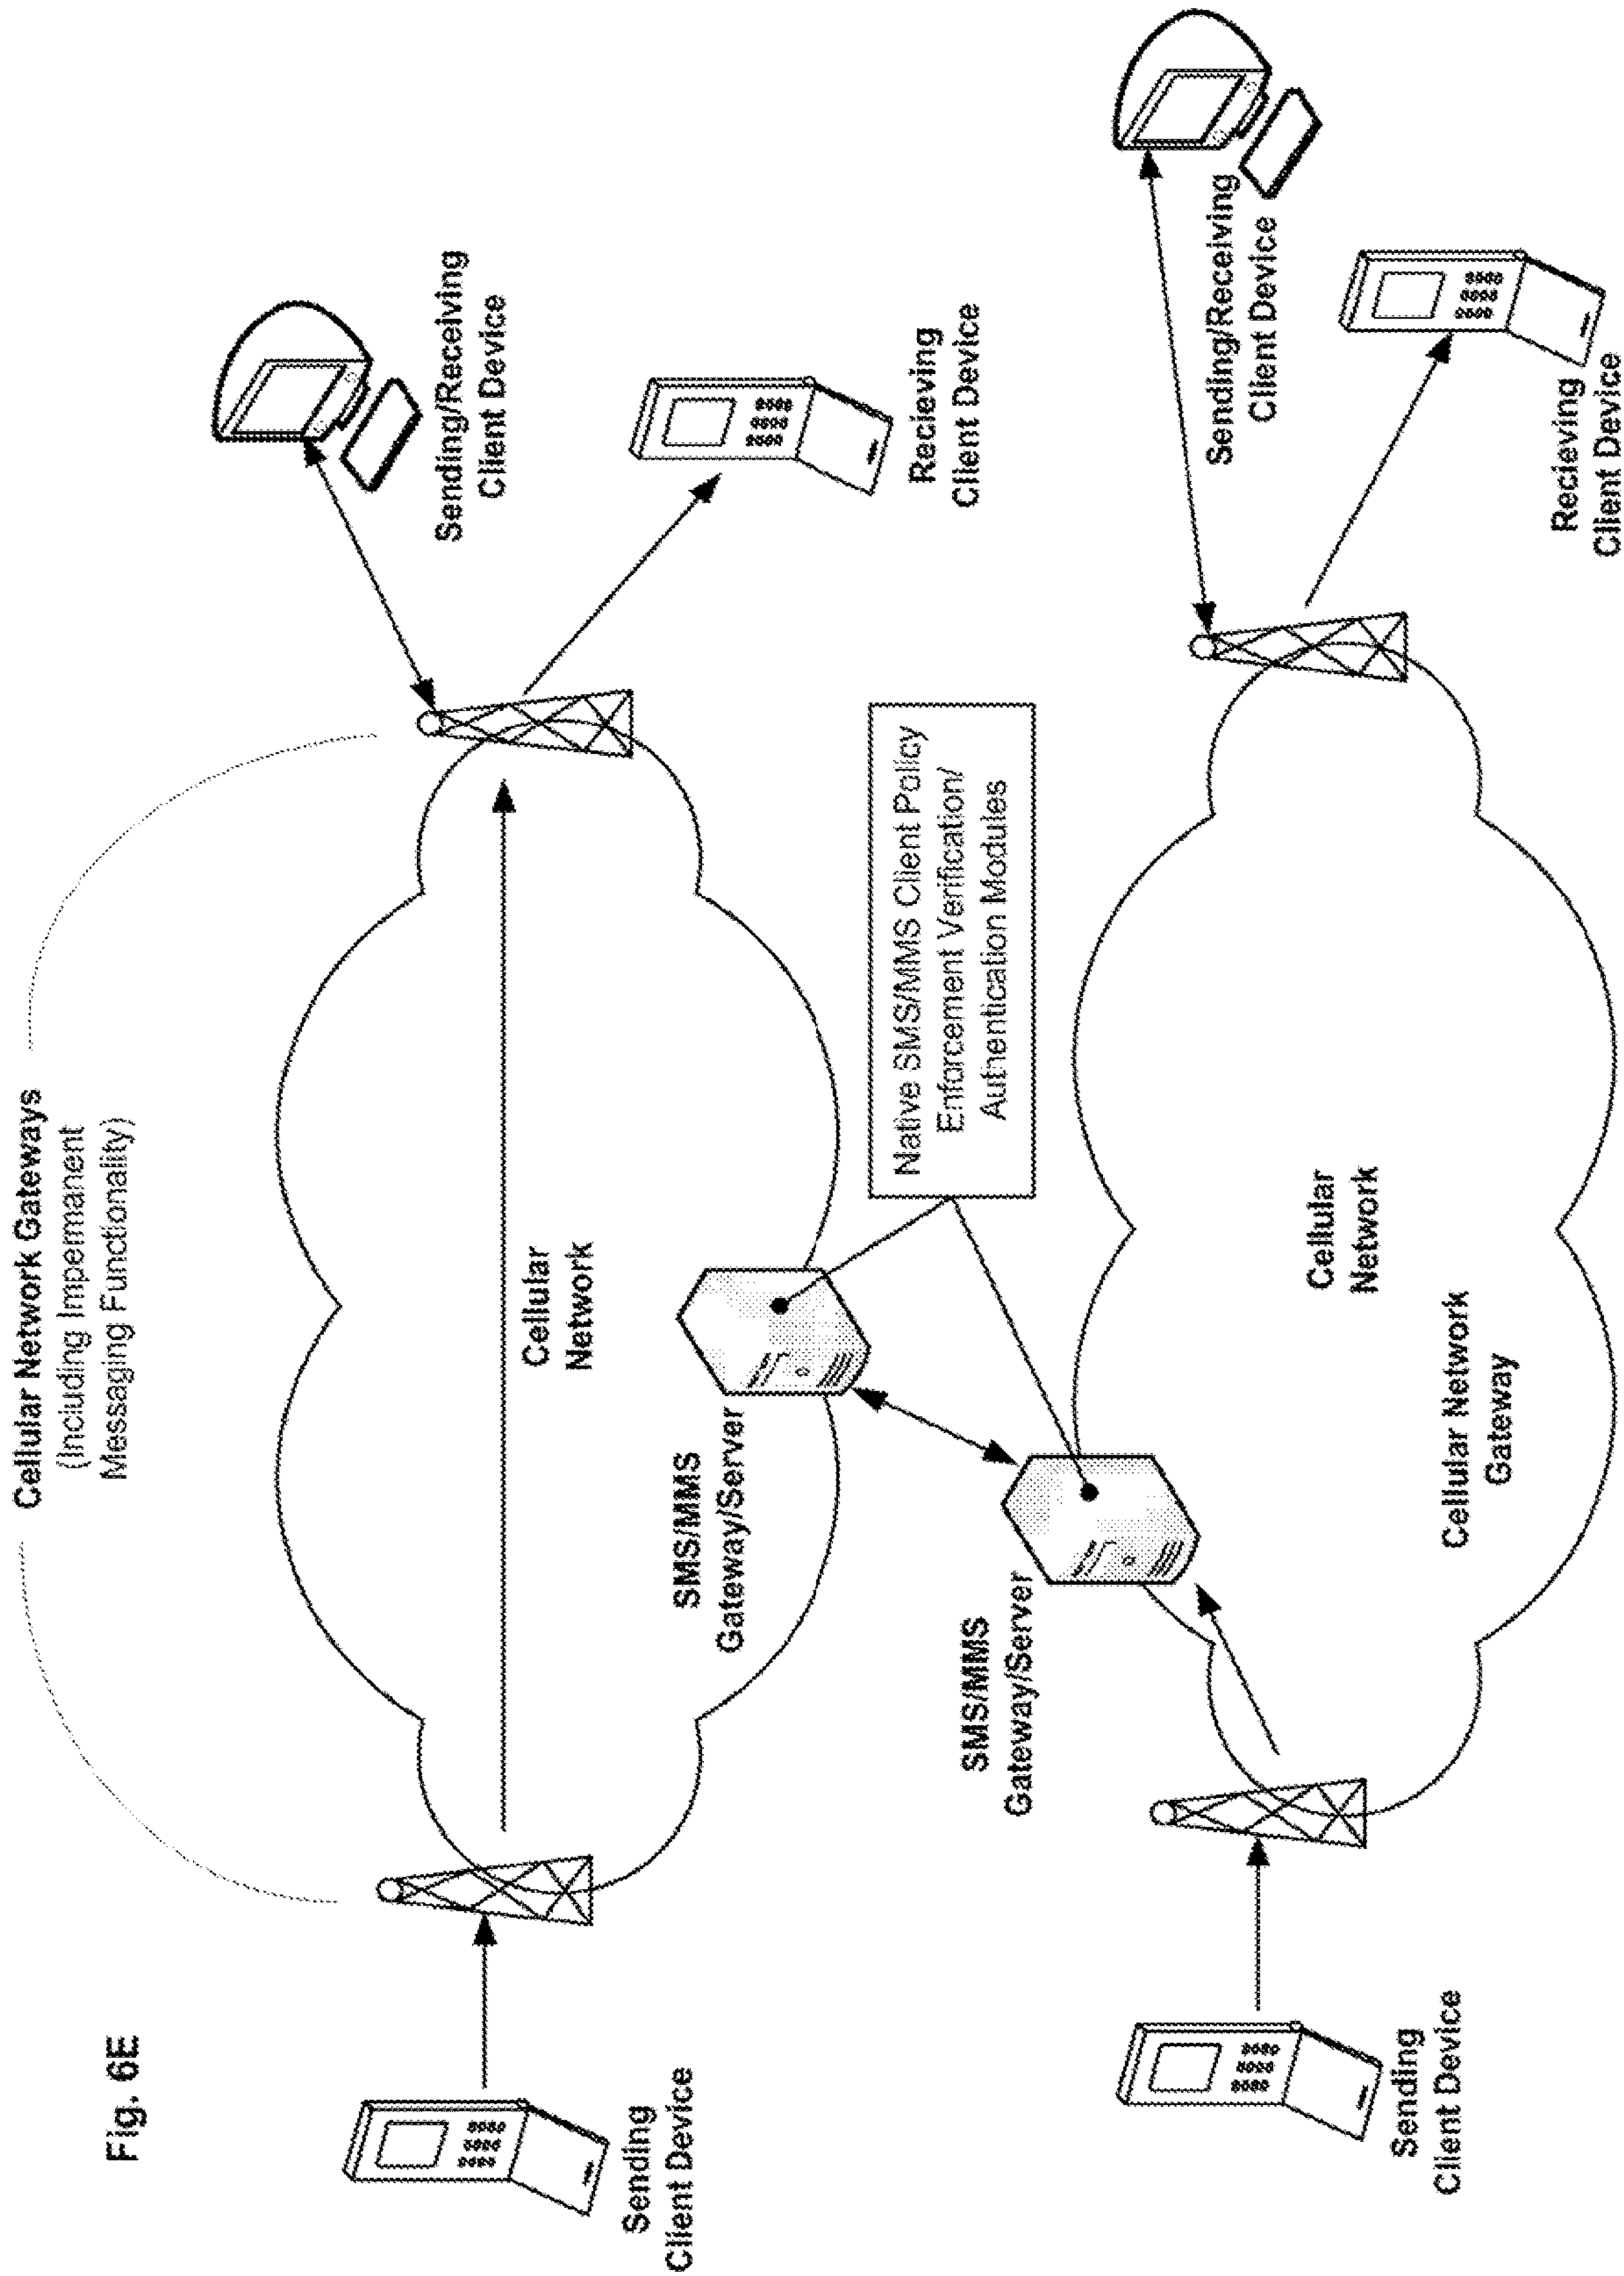 Fig. 6E
Cellular Network Gateways
(Including Impermanent
Messaging Functionality)
Sending
Client Device
Cellular
Network
SMS/MMS
Gateway/Server
Sending/Receiving
Client Device
Recieving
Client Device
Native SMS/MMS Client Policy
Enforcement Verification/
Authentication Modules
SMS/MMS
Gateway/Server
Sending
Client Device
Cellular
Network
Cellular Network
Gateway
Sending/Receiving
Client Device
Recieving
Client Device